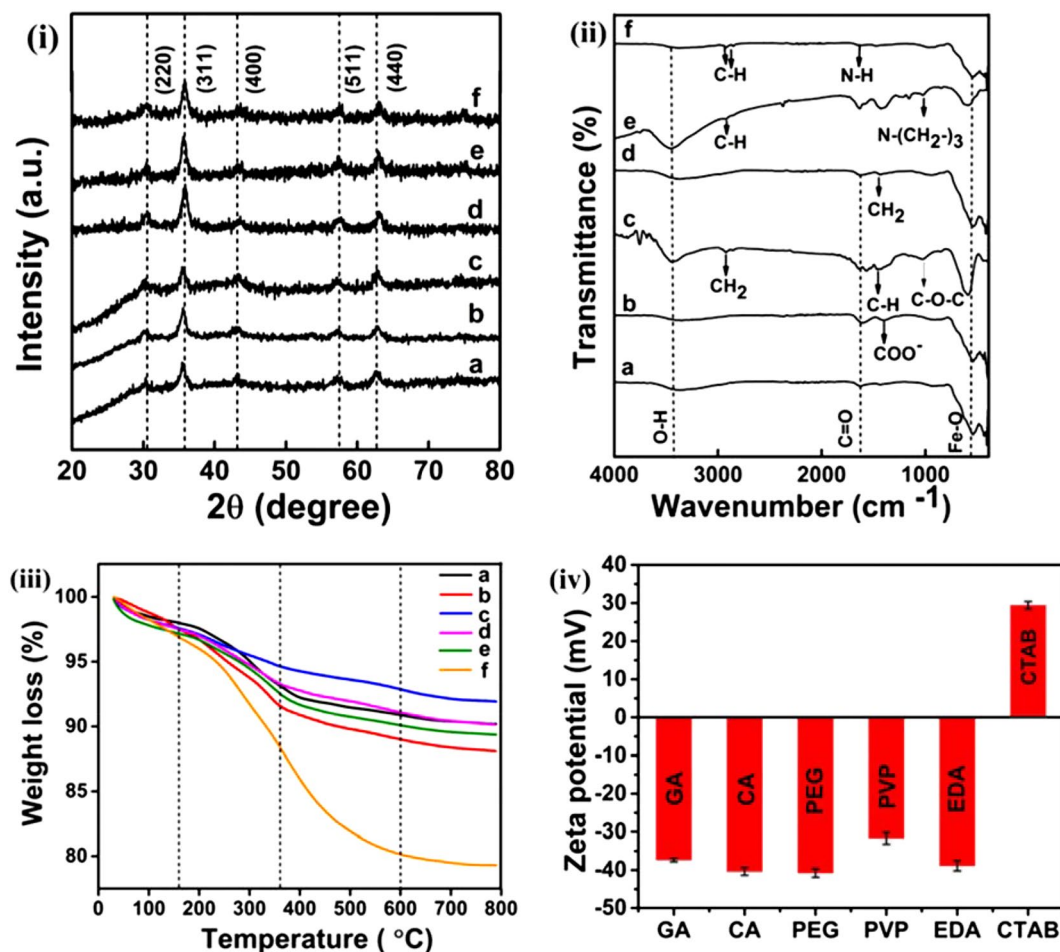 (i)
(220)
(311)
(400)
(511)
(440)
f
e
d
c
b
a
Intensity (a.u.)
20 30 40 50 60 70 80
2θ (degree)
(ii)
f
C-H
N-H
e
C-H
N-(CH2-)3
d
CH2
c
CH2
C-H
C-O-C
b
COO-
a
O-H
C=O
Fe-O
Transmittance (%)
4000 3000 2000 1000
Wavenumber (cm -1)
(iii)
a
b
c
d
e
f
100
95
90
85
80
Weight loss (%)
0 100 200 300 400 500 600 700 800
Temperature ( °C)
(iv)
40
30
20
10
0
-10
-20
-30
-40
-50
Zeta potential (mV)
GA
CA
PEG
PVP
EDA
CTAB
GA CA PEG PVP EDA CTAB